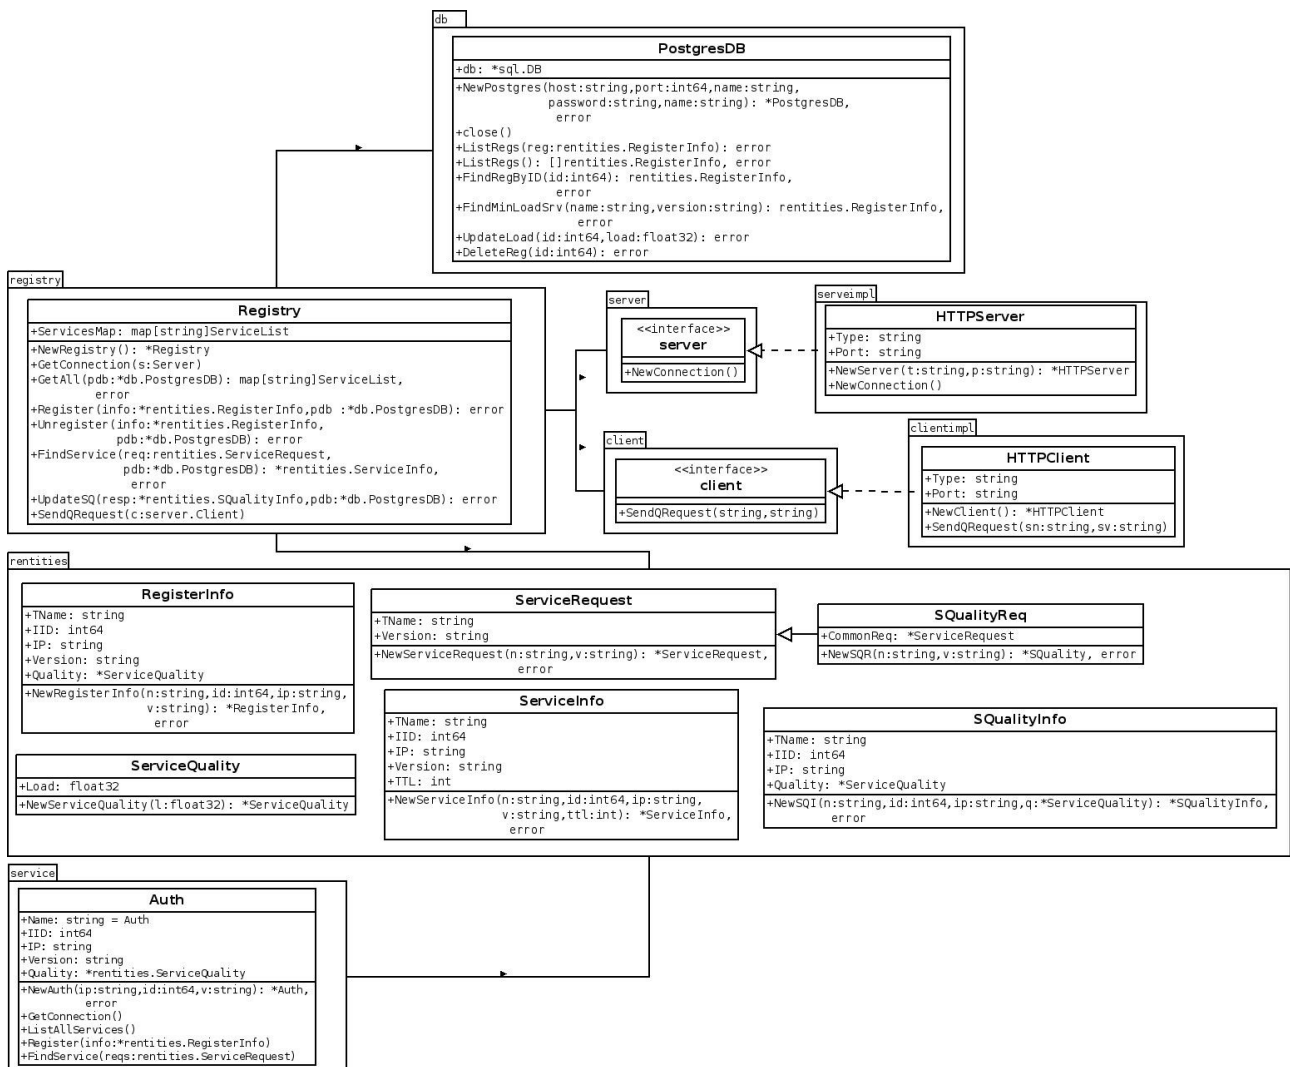 db
PostgresDB
+db: *sql.DB
+NewPostgres(host:string,port:int64,name:string,
password:string,name:string): *PostgresDB,
error
+close()
+ListRegs(reg:rentities.RegisterInfo): error
+ListRegs(): []rentities.RegisterInfo, error
+FindRegByID(id:int64): rentities.RegisterInfo,
error
+FindMinLoadSrv(name:string,version:string): rentities.RegisterInfo,
error
+UpdateLoad(id:int64,load:float32): error
+DeleteReg(id:int64): error
registry
Registry
+ServicesMap: map[string]ServiceList
+NewRegistry(): *Registry
+GetConnection(s:Server)
+GetAll(pdb:*db.PostgresDB): map[string]ServiceList,
error
+Register(info:*rentities.RegisterInfo,pdb :*db.PostgresDB): error
+Unregister(info:*rentities.RegisterInfo,
pdb:*db.PostgresDB): error
+FindService(req:rentities.ServiceRequest,
pdb:*db.PostgresDB): *rentities.ServiceInfo,
error
+UpdateSQ(resp:*rentities.SQualityInfo,pdb:*db.PostgresDB): error
+SendQRequest(c:server.Client)
server
<<interface>>
server
+NewConnection()
serveimpl
HTTPServer
+Type: string
+Port: string
+NewServer(t:string,p:string): *HTTPServer
+NewConnection()
client
<<interface>>
client
+SendQRequest(string,string)
clientimpl
HTTPClient
+Type: string
+Port: string
+NewClient(): *HTTPClient
+SendQRequest(sn:string,sv:string)
rentities
RegisterInfo
+TName: string
+IID: int64
+IP: string
+Version: string
+Quality: *ServiceQuality
+NewRegisterInfo(n:string,id:int64,ip:string,
v:string): *RegisterInfo,
error
ServiceRequest
+TName: string
+Version: string
+NewServiceRequest(n:string,v:string): *ServiceRequest,
error
SQualityReq
+CommonReq: *ServiceRequest
+NewSQR(n:string,v:string): *SQuality, error
ServiceQuality
+Load: float32
+NewServiceQuality(l:float32): *ServiceQuality
ServiceInfo
+TName: string
+IID: int64
+IP: string
+Version: string
+TTL: int
+NewServiceInfo(n:string,id:int64,ip:string,
v:string,ttl:int): *ServiceInfo,
error
SQualityInfo
+TName: string
+IID: int64
+IP: string
+Quality: *ServiceQuality
+NewSQI(n:string,id:int64,ip:string,q:*ServiceQuality): *SQualityInfo,
error
service
Auth
+Name: string = Auth
+IID: int64
+IP: string
+Version: string
+Quality: *rentities.ServiceQuality
+NewAuth(ip:string,id:int64,v:string): *Auth,
error
+GetConnection()
+ListAllServices()
+Register(info:*rentities.RegisterInfo)
+FindService(reqs:rentities.ServiceRequest)